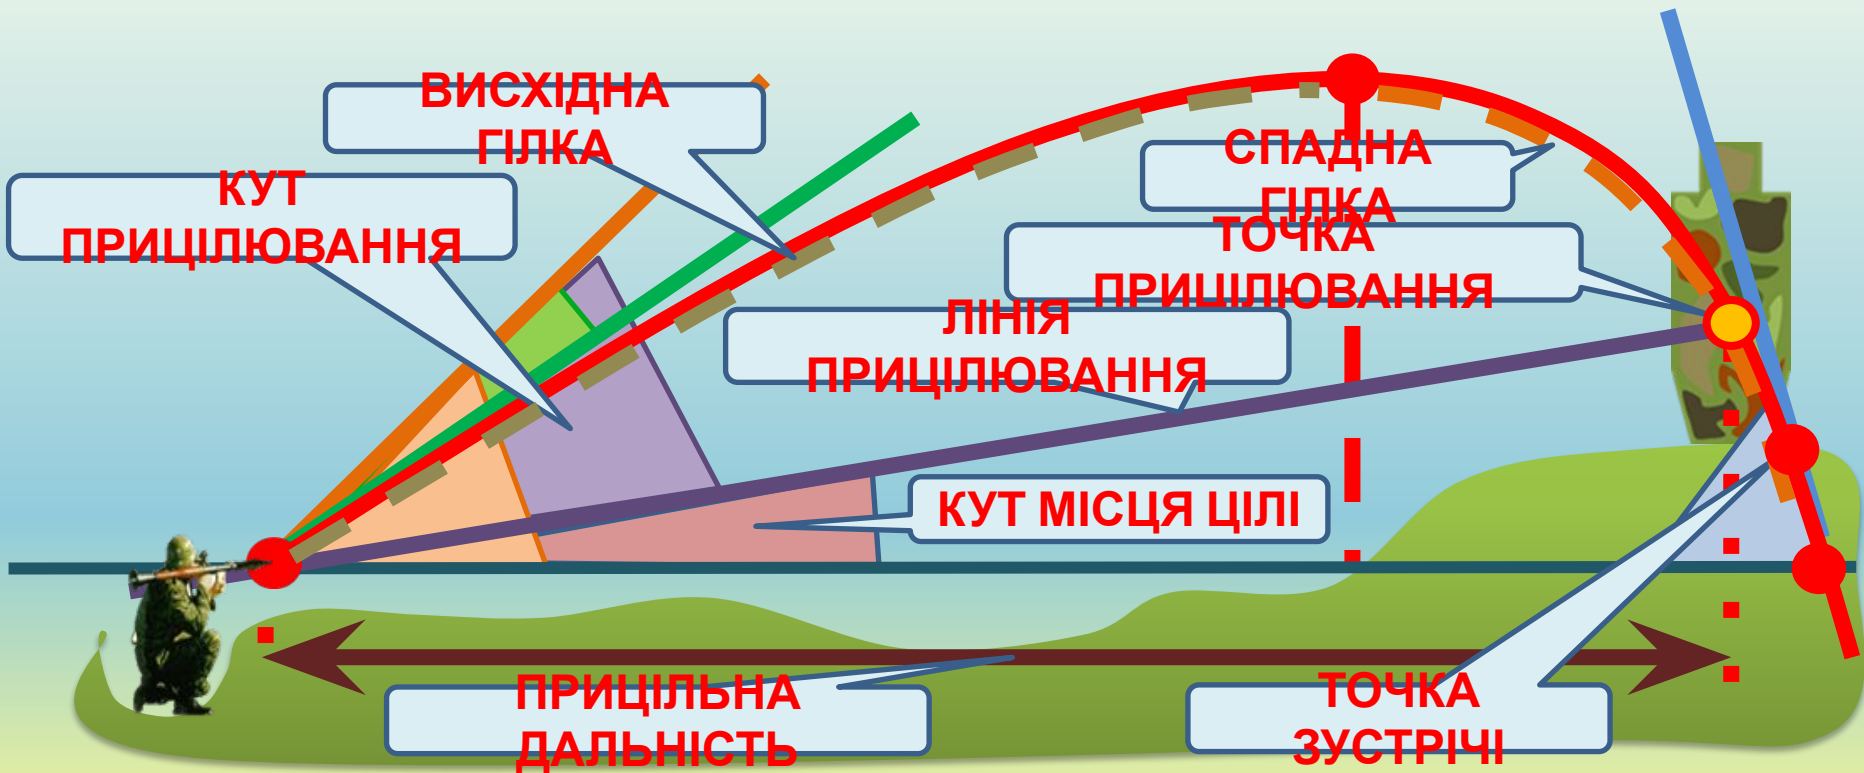 ВИСХІДНА
ГІЛКА
КУТ
ПРИЦІЛЮВАННЯ
СПАДНА
ГІЛКА
ТОЧКА
ПРИЦІЛЮВАННЯ
ЛІНІЯ
ПРИЦІЛЮВАННЯ
КУТ МІСЦЯ ЦІЛІ
ПРИЦІЛЬНА
ДАЛЬНІСТЬ
ТОЧКА
ЗУСТРІЧІ